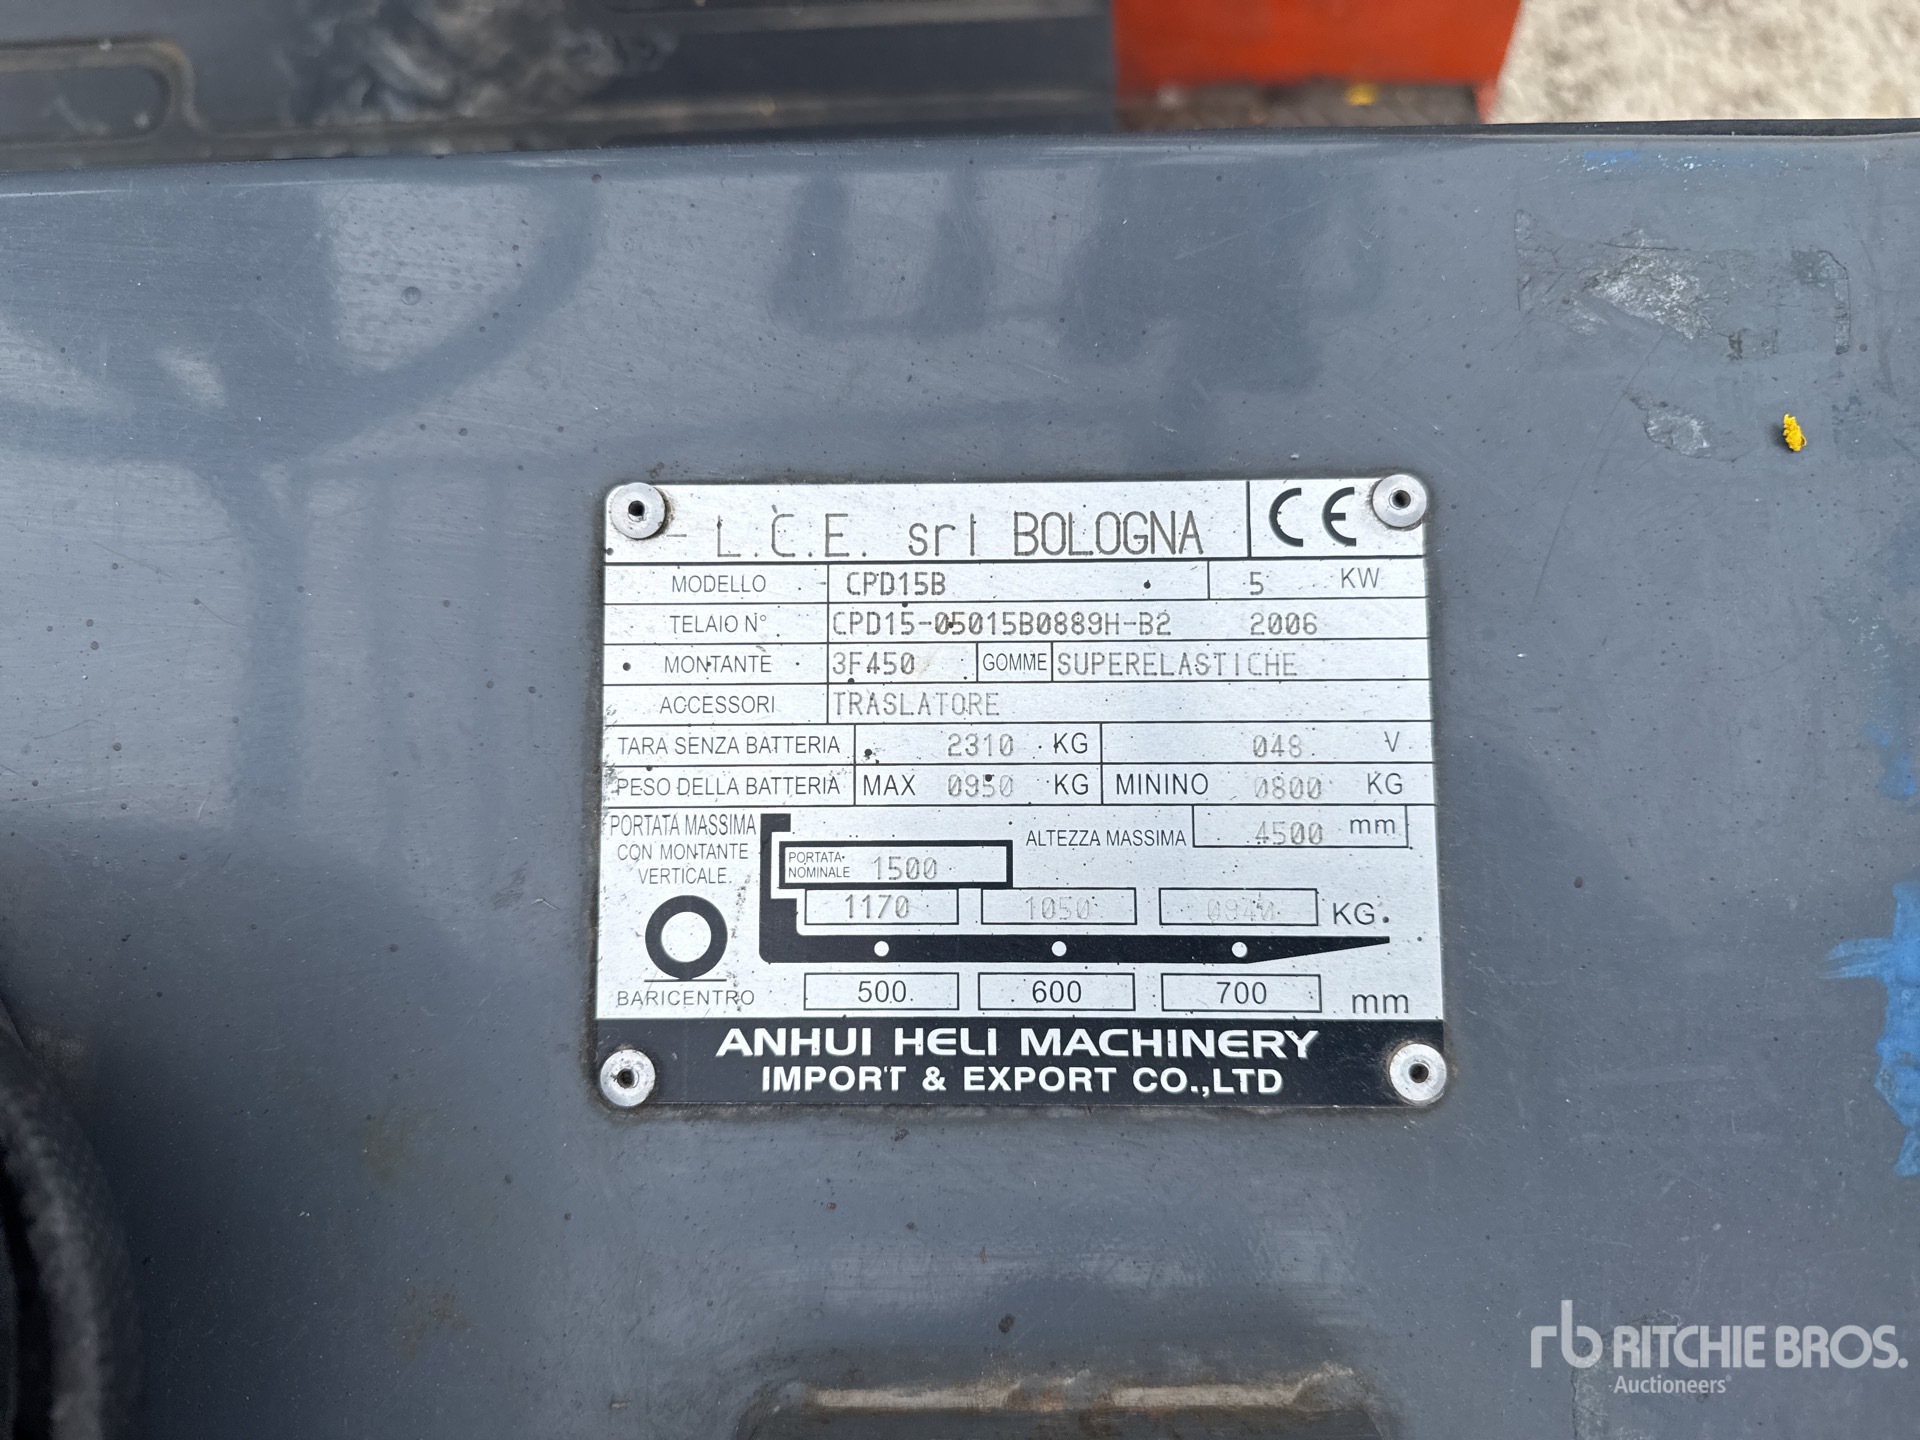 L.C.E. srl BOLOGNA CE
MODELLO CPD15B 5 KW
TELAIO N° CPD15-05015B0889H-B2 2006
MONTANTE 3F450 GOMME SUPERELASTICHE
ACCESSORI TRASLATORE
TARA SENZA BATTERIA 2310 KG 048 V
PESO DELLA BATTERIA MAX 0950 KG MININO 0800 KG
PORTATA MASSIMA
CON MONTANTE
VERTICALE
ALTEZZA MASSIMA 4500 mm
PORTATA
NOMINALE 1500
1170 1050 0940 KG.
BARICENTRO 500 600 700 mm
ANHUI HELI MACHINERY
IMPORT & EXPORT CO.,LTD
rb RITCHIE BROS.
Auctioneers